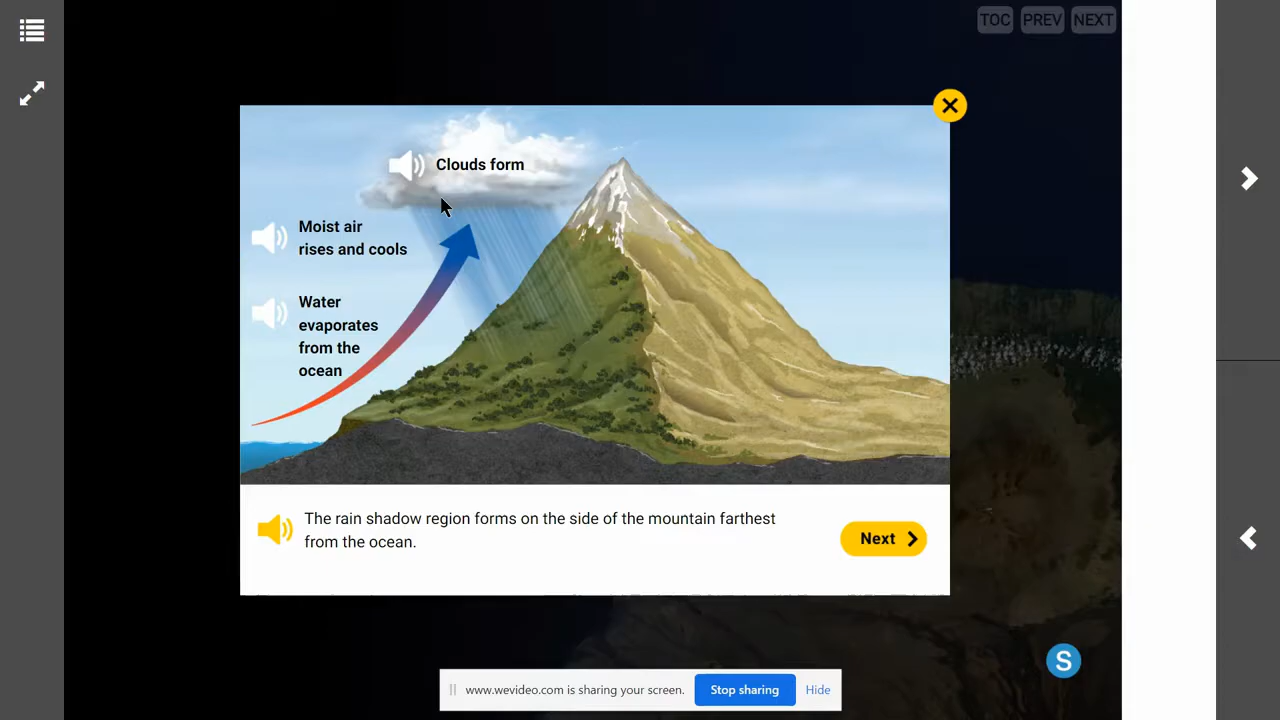 TOC PREV NEXT
Clouds form
Moist air
rises and cools
Water
evaporates
from the
ocean
The rain shadow region forms on the side of the mountain farthest
from the ocean.
Next
S
www.wevideo.com is sharing your screen. Stop sharing Hide